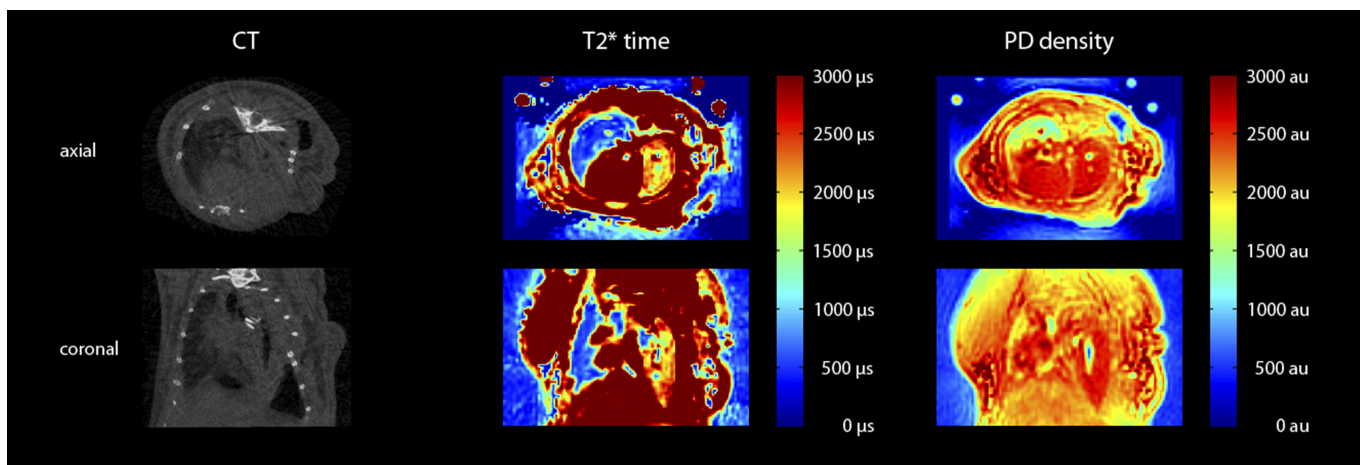 CT
T2* time
PD density
axial
coronal
3000 µs
2500 µs
2000 µs
1500 µs
1000 µs
500 µs
0 µs
3000 au
2500 au
2000 au
1500 au
1000 au
500 au
0 au